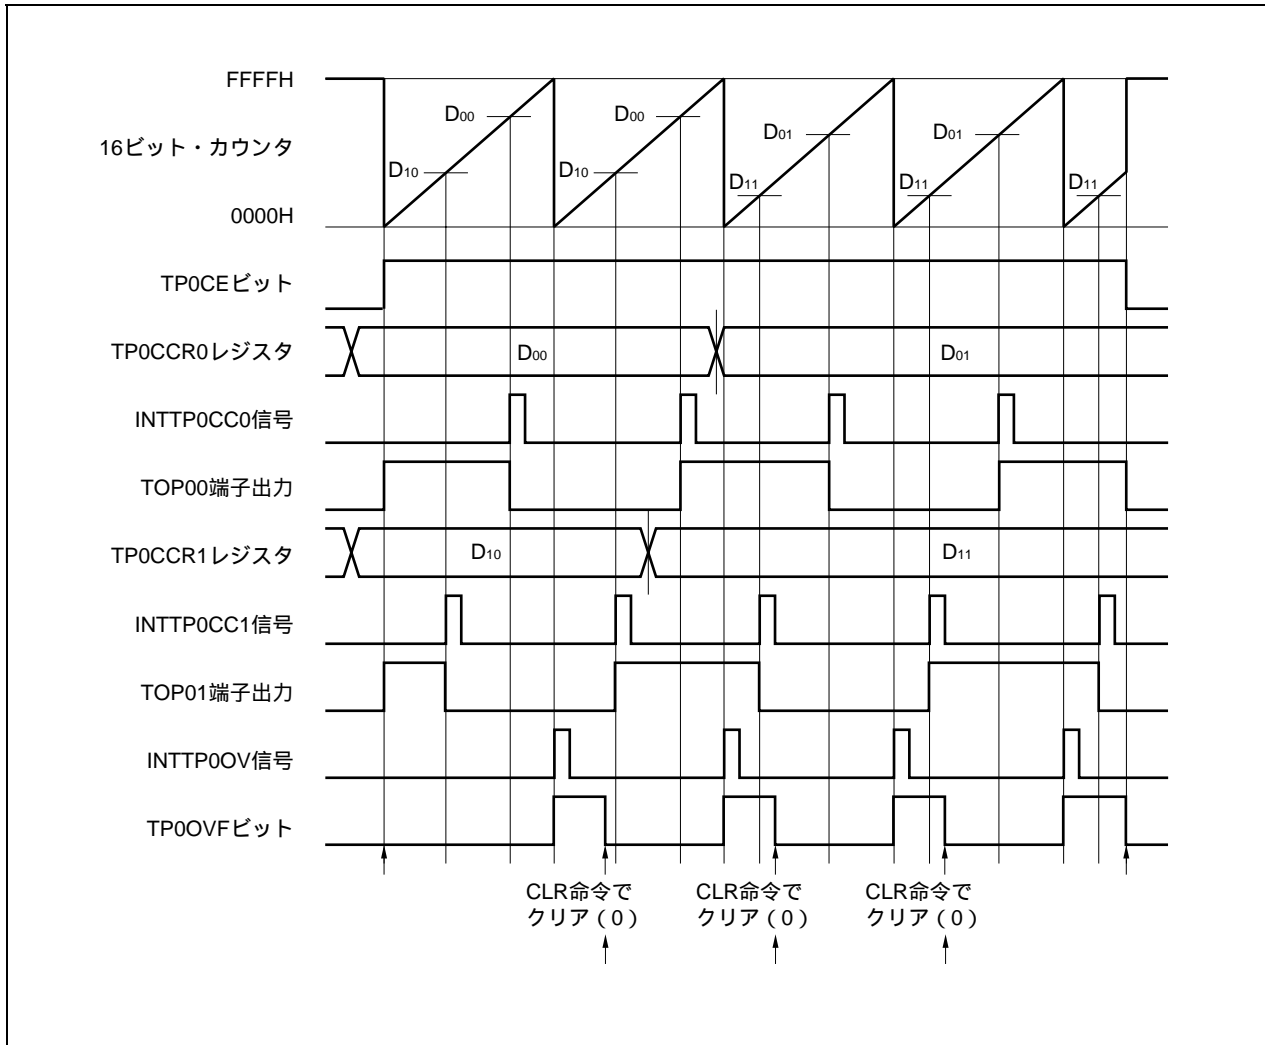 FFFFH
D00
D00
D01
D01
16ビット・カウンタ
D10
D10
D11
D11
D11
0000H
TP0CEビット
TP0CCR0レジスタ
D00
D01
INTTP0CC0信号
TOP00端子出力
TP0CCR1レジスタ
D10
D11
INTTP0CC1信号
TOP01端子出力
INTTP0OV信号
TP0OVFビット
CLR命令で
クリア（0）
CLR命令で
クリア（0）
CLR命令で
クリア（0）